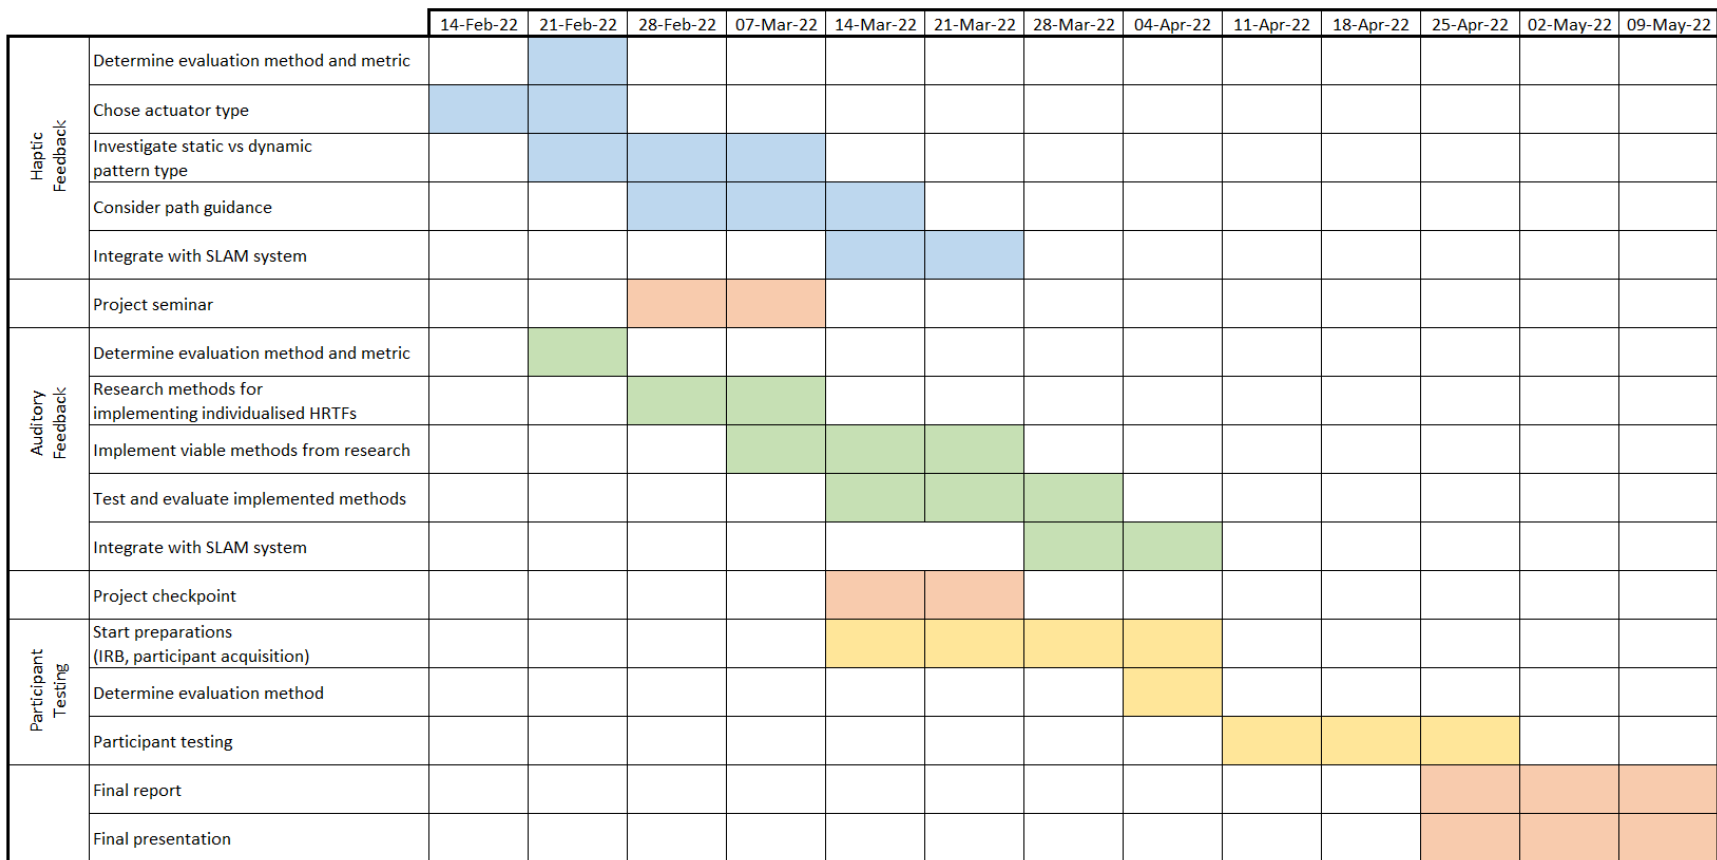 14-Feb-22 21-Feb-22 28-Feb-22 07-Mar-22 14-Mar-22 21-Mar-22 28-Mar-22 04-Apr-22 11-Apr-22 18-Apr-22 25-Apr-22 02-May-22 09-May-22
Haptic
Feedback
Determine evaluation method and metric
Chose actuator type
Investigate static vs dynamic
pattern type
Consider path guidance
Integrate with SLAM system
Project seminar
Auditory
Feedback
Determine evaluation method and metric
Research methods for
implementing individualised HRTFs
Implement viable methods from research
Test and evaluate implemented methods
Integrate with SLAM system
Project checkpoint
Participant
Testing
Start preparations
(IRB, participant acquisition)
Determine evaluation method
Participant testing
Final report
Final presentation